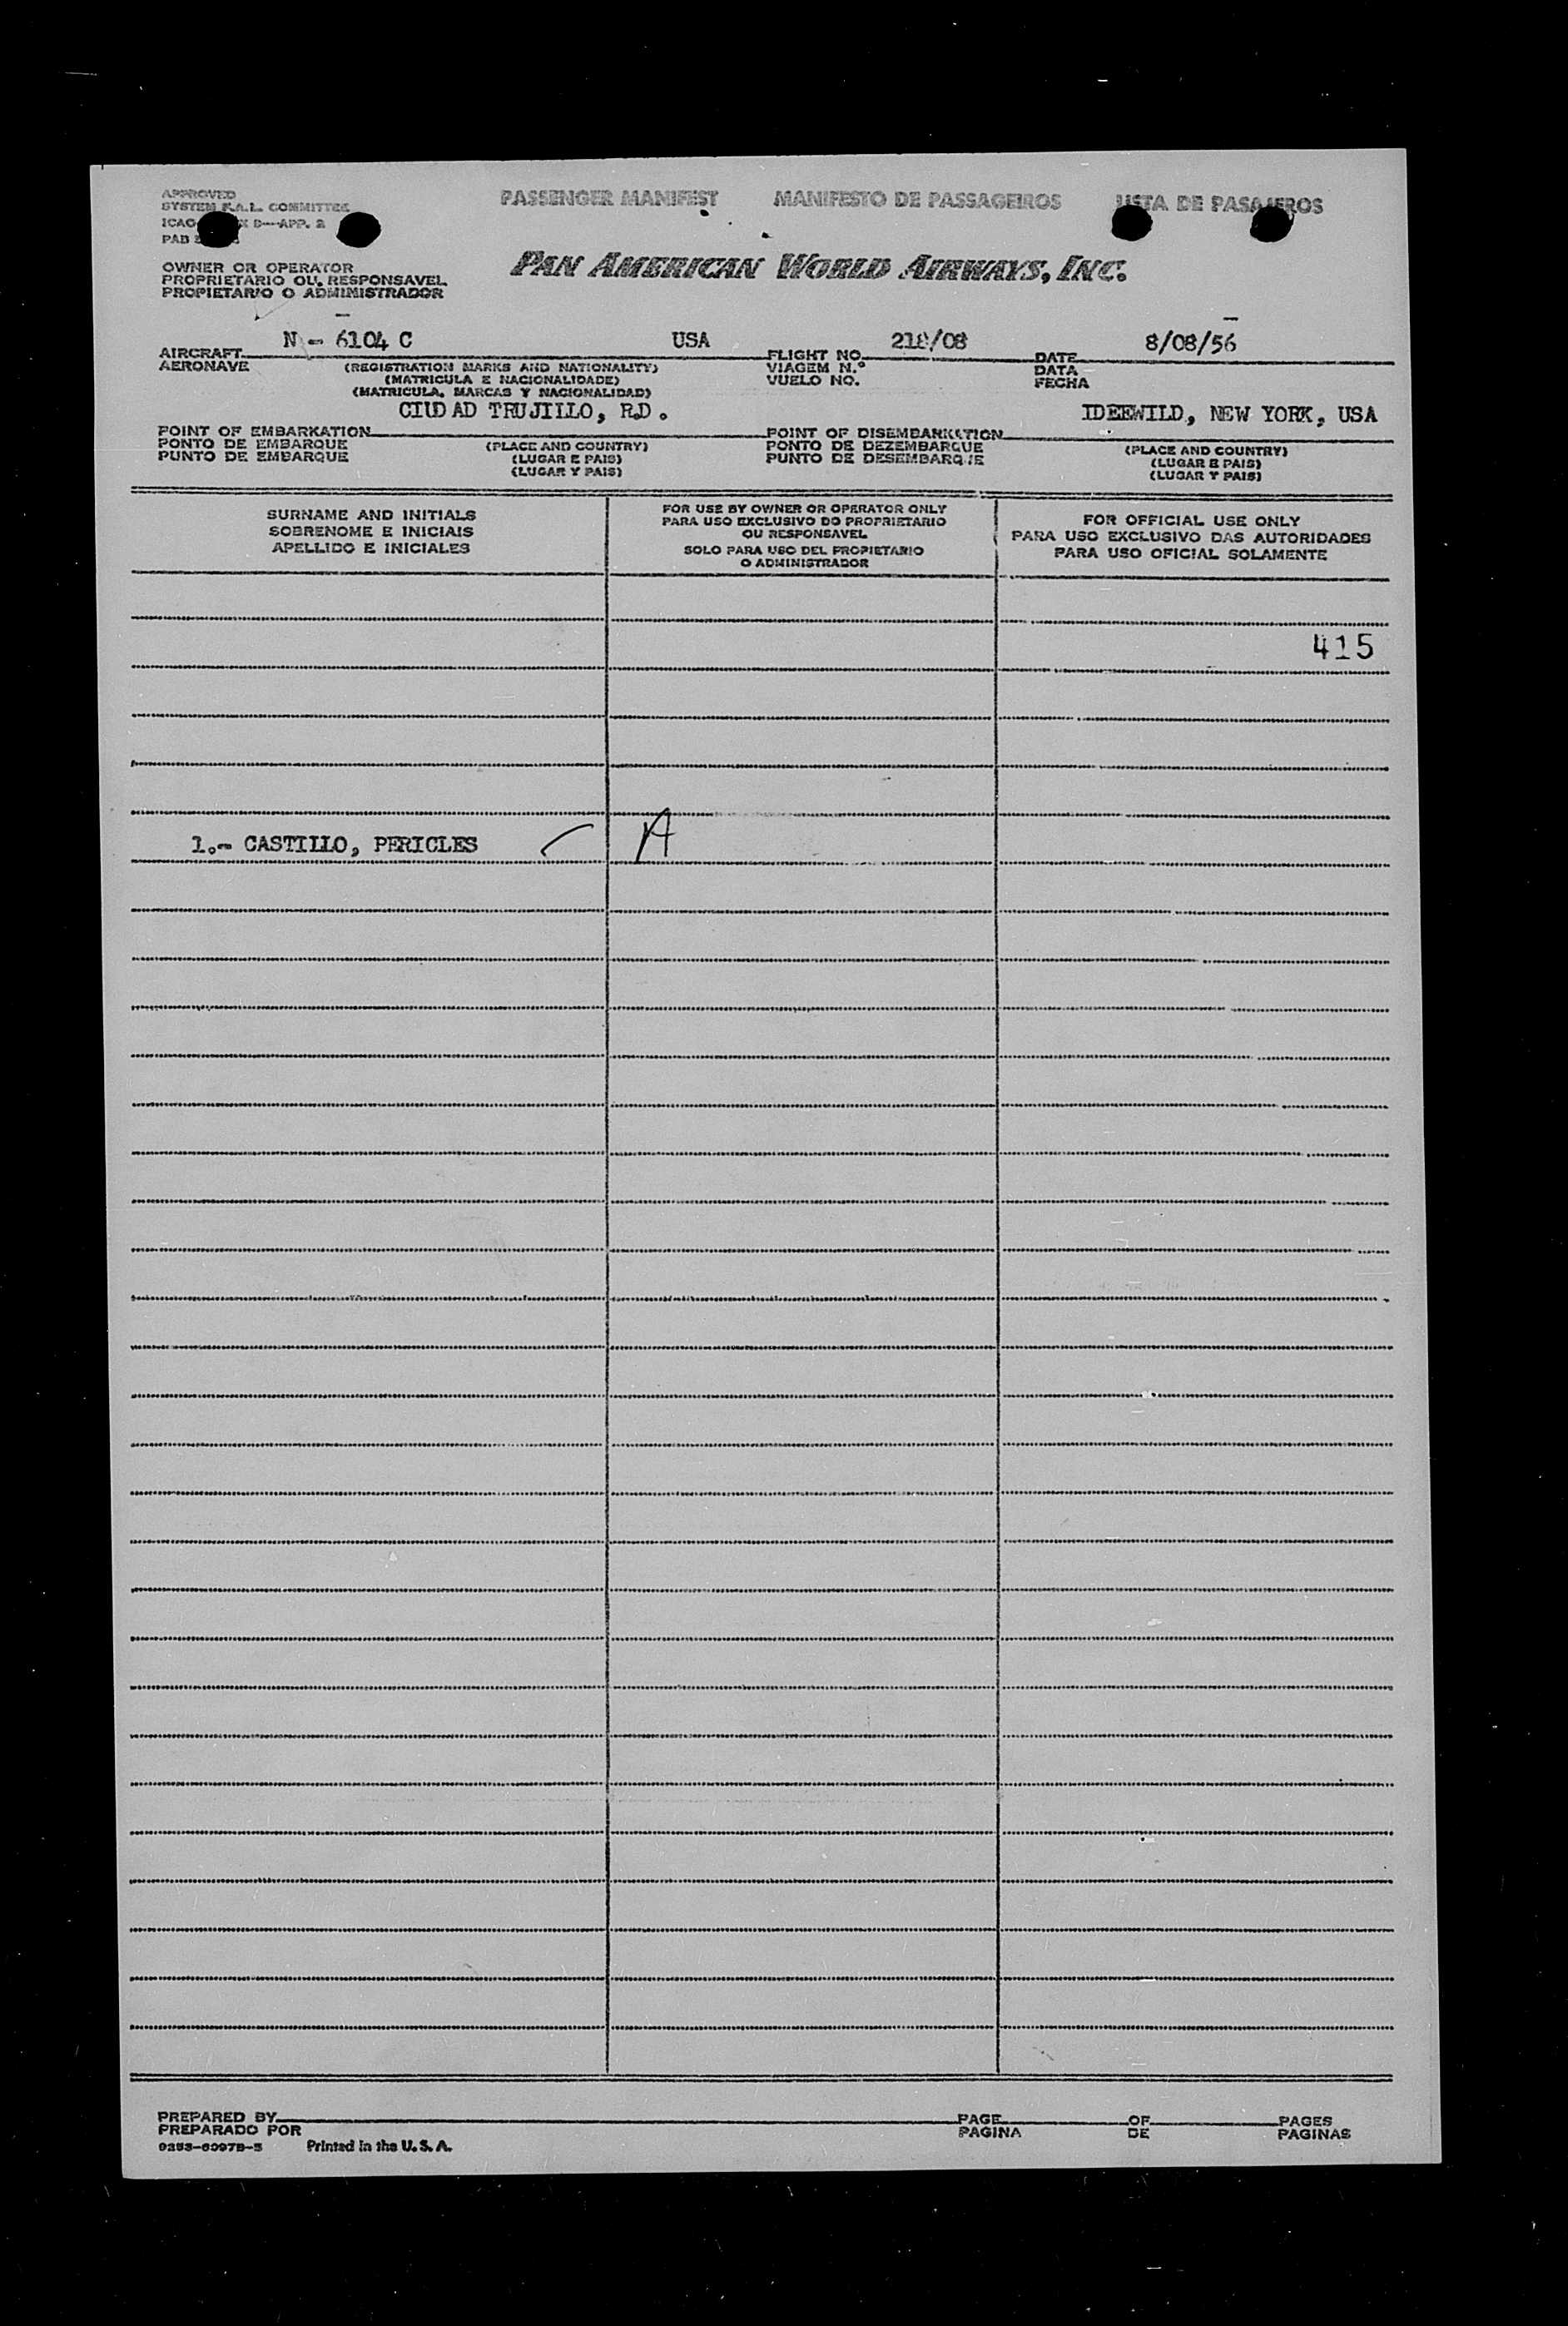 APPROVED
SYSTEM F.A.L. COMMITTEE
ICAO X D—APP. 2
PAD
PASSENGER MANIFEST MANIFESTO DE PASSAGEIROS LISTA DE PASAJEROS
PAN AMERICAN WORLD AIRWAYS, INC.
OWNER OR OPERATOR
PROPRIETARIO OU RESPONSAVEL
PROPIETARIO O ADMINISTRADOR
N - 6104 C USA /08 8/08/56
AIRCRAFT FLIGHT NO. DATE
AERONAVE (REGISTRATION MARKS AND NATIONALITY) VIAGEM N.º DATA
(MATRICULA E NACIONALIDADE) VUELO NO. FECHA
(MATRICULA, MARCAS Y NACIONALIDAD)
CIUDAD TRUJILLO, R.D. IDEEWILD, NEW YORK, USA
POINT OF EMBARKATION POINT OF DISEMBARKATION
PONTO DE EMBARQUE (PLACE AND COUNTRY) PONTO DE DEZEMBARQUE (PLACE AND COUNTRY)
PUNTO DE EMBARQUE (LUGAR E PAIS) PUNTO DE DESEMBARQUE (LUGAR E PAIS)
(LUGAR Y PAIS) (LUGAR Y PAIS)
SURNAME AND INITIALS
SOBRENOME E INICIAIS
APELLIDO E INICIALES
FOR USE BY OWNER OR OPERATOR ONLY
PARA USO EXCLUSIVO DO PROPRIETARIO
OU RESPONSAVEL
SOLO PARA USO DEL PROPIETARIO
O ADMINISTRADOR
FOR OFFICIAL USE ONLY
PARA USO EXCLUSIVO DAS AUTORIDADES
PARA USO OFICIAL SOLAMENTE
415
1.- CASTILLO, PERICLES A
PREPARED BY PAGE OF PAGES
PREPARADO POR PAGINA DE PAGINAS
Printed in the U.S.A.